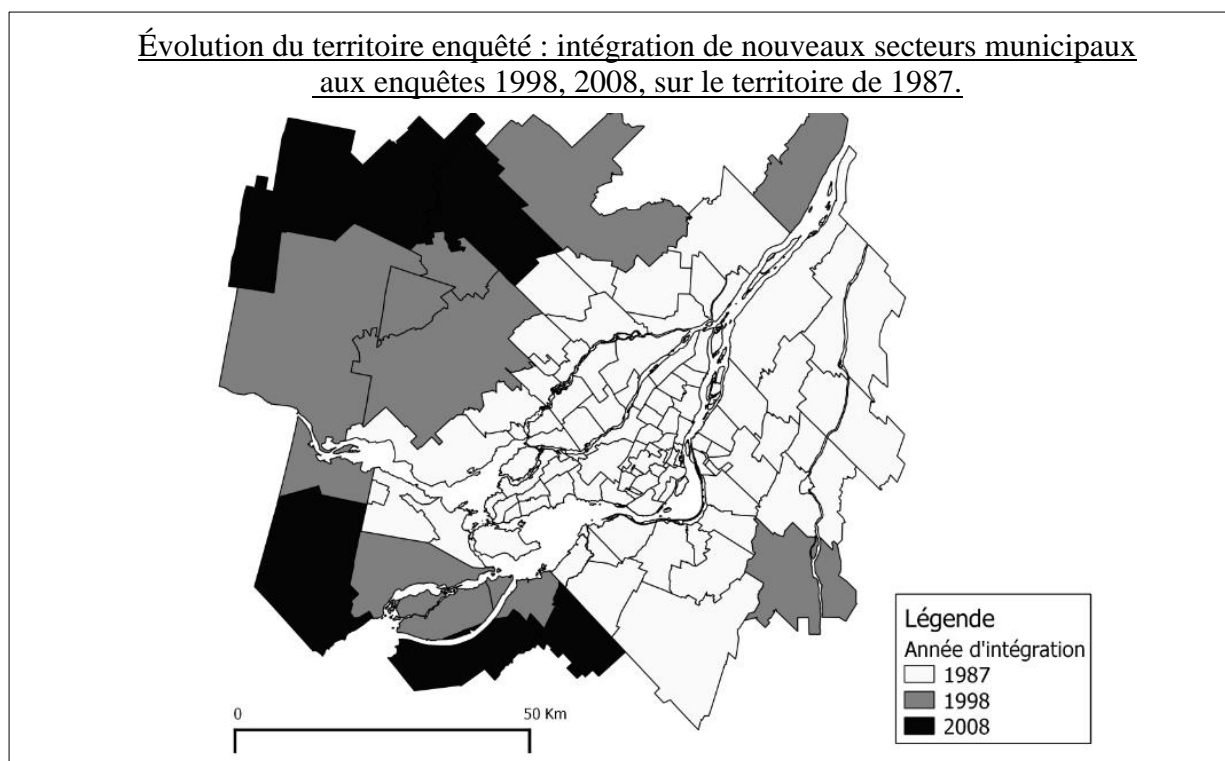 Évolution du territoire enquêté : intégration de nouveaux secteurs municipaux
aux enquêtes 1998, 2008, sur le territoire de 1987.
Légende
Année d'intégration
1987
1998
2008
0
50 Km